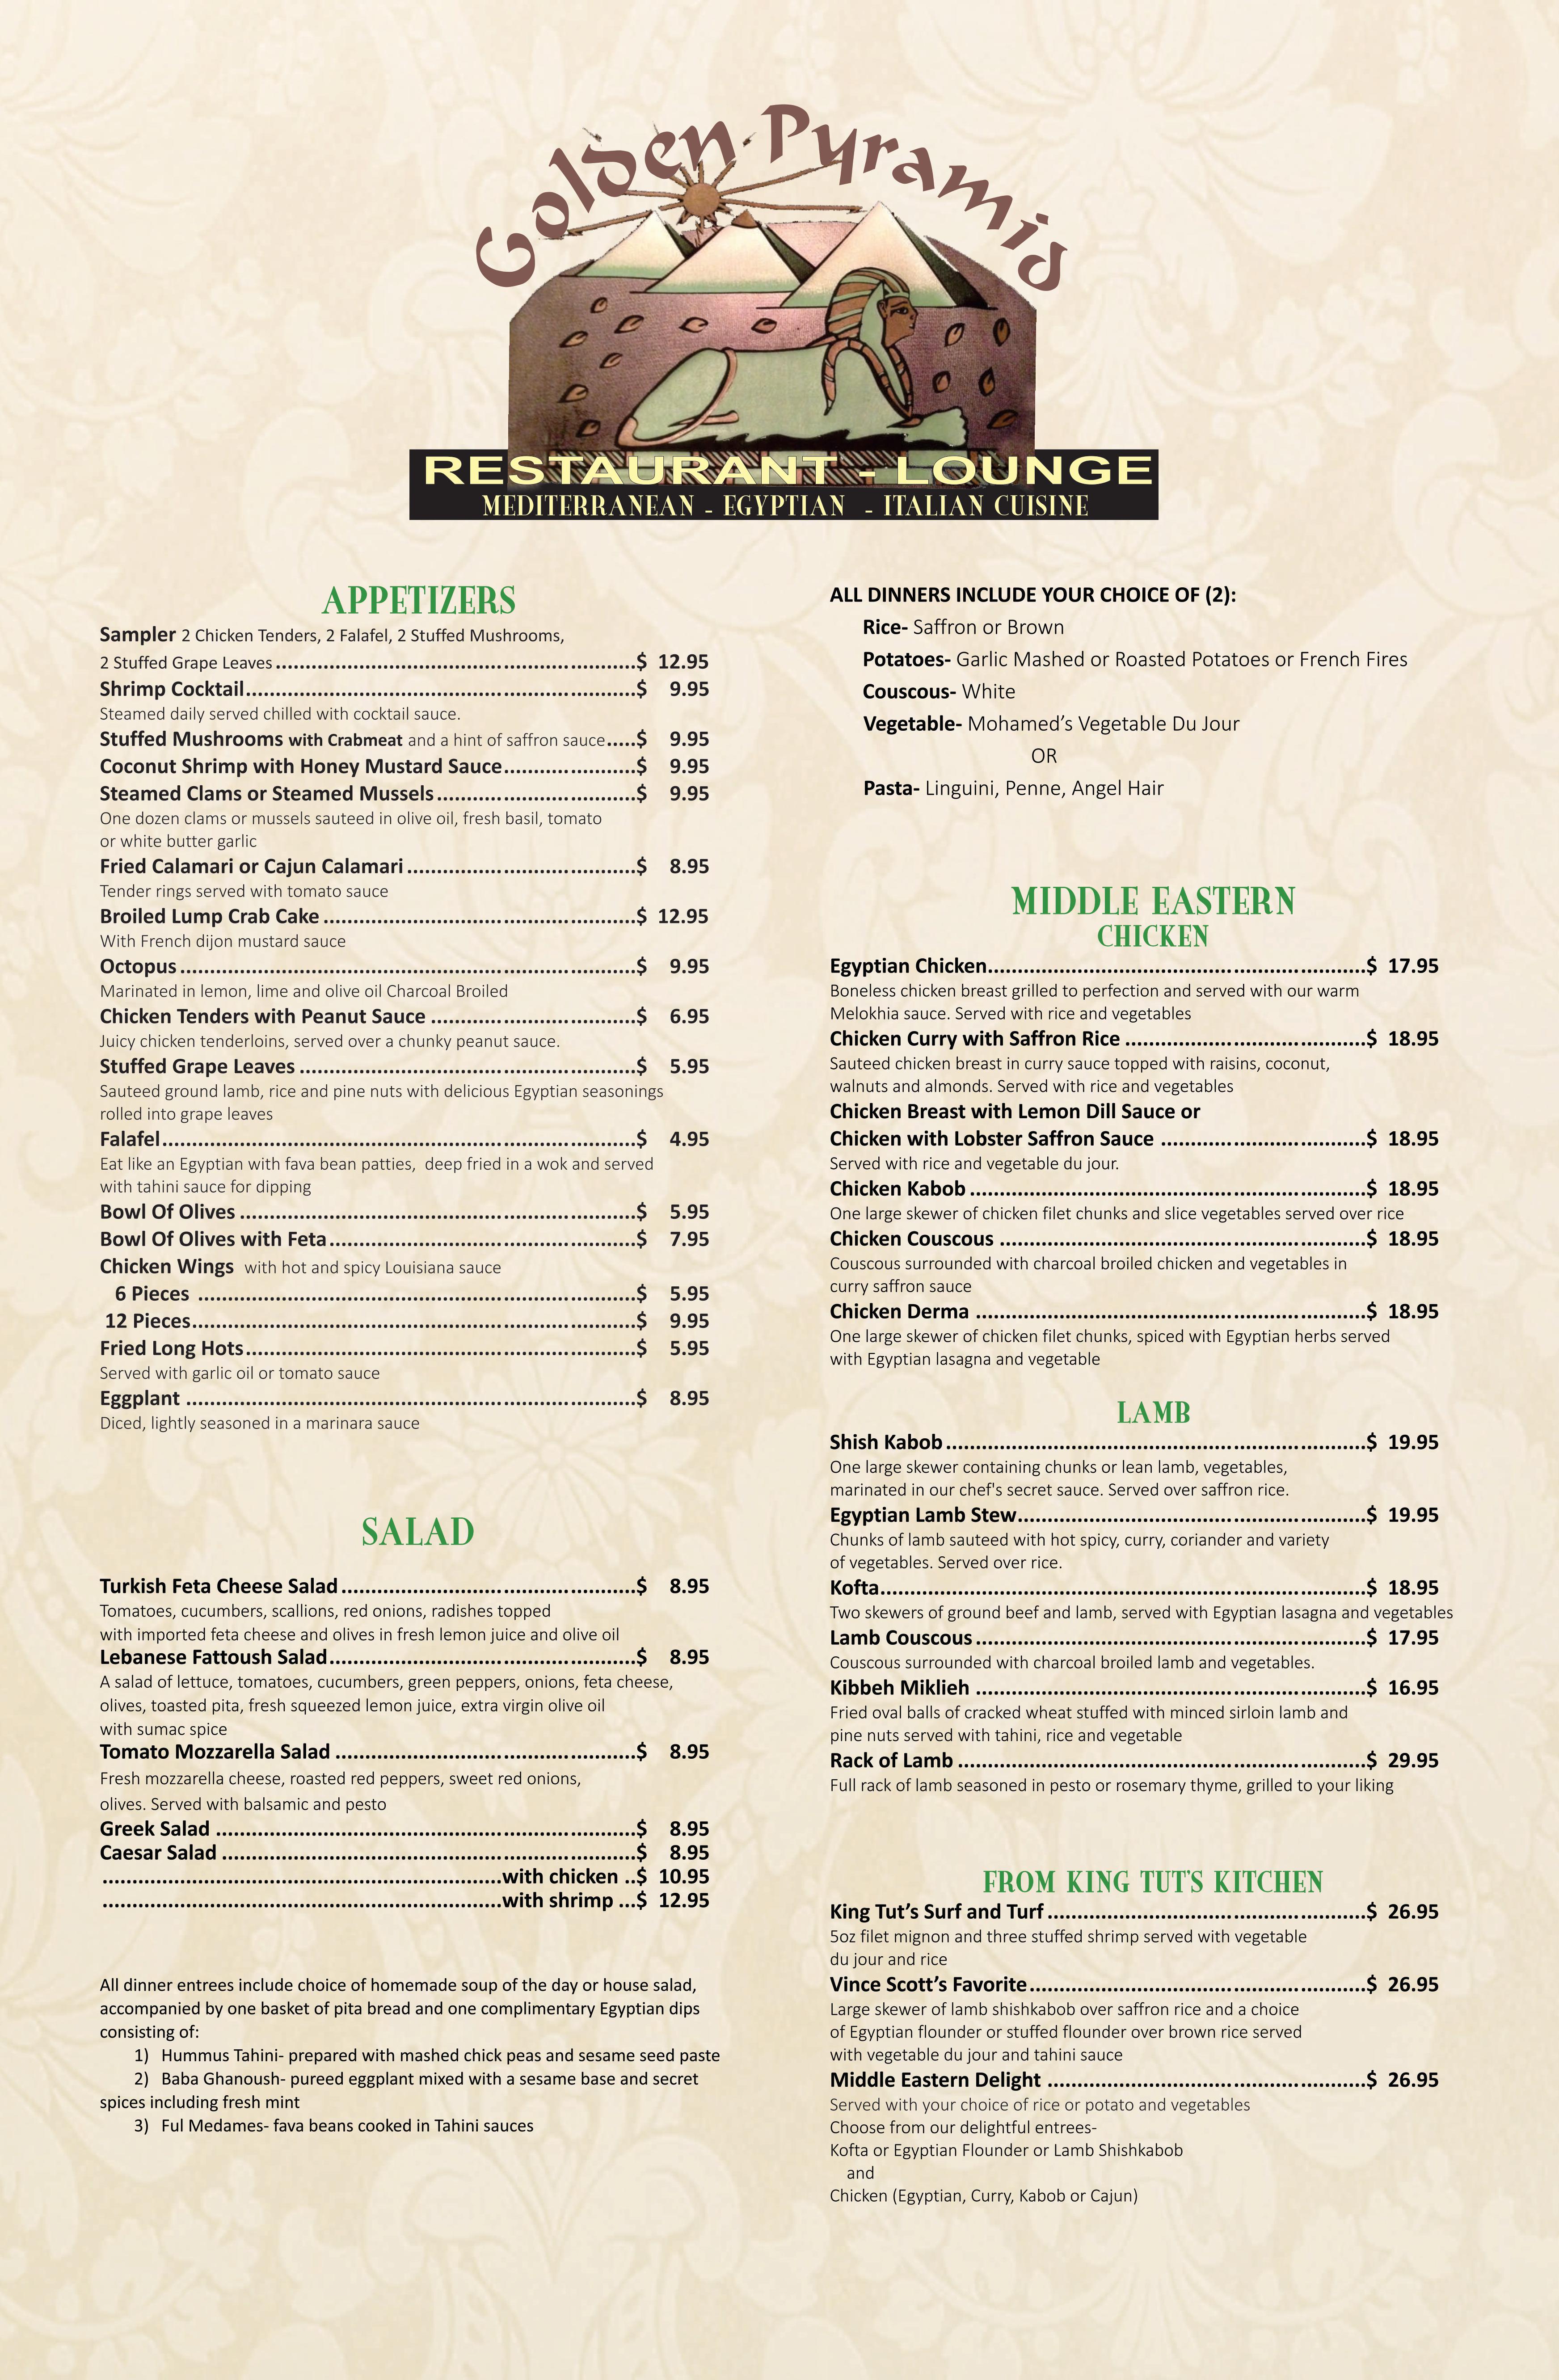 Golden Pyramid
RESTAURANT - LOUNGE
MEDITERRANEAN - EGYPTIAN - ITALIAN CUISINE
APPETIZERS
Sampler 2 Chicken Tenders, 2 Falafel, 2 Stuffed Mushrooms,
2 Stuffed Grape Leaves ..............................................................$ 12.95
Shrimp Cocktail..................................................................$ 9.95
Steamed daily served chilled with cocktail sauce.
Stuffed Mushrooms with Crabmeat and a hint of saffron sauce.....$ 9.95
Coconut Shrimp with Honey Mustard Sauce.......................$ 9.95
Steamed Clams or Steamed Mussels ..................................$ 9.95
One dozen clams or mussels sauteed in olive oil, fresh basil, tomato
or white butter garlic
Fried Calamari or Cajun Calamari .......................................$ 8.95
Tender rings served with tomato sauce
Broiled Lump Crab Cake .....................................................$ 12.95
With French dijon mustard sauce
Octopus .............................................................................$ 9.95
Marinated in lemon, lime and olive oil Charcoal Broiled
Chicken Tenders with Peanut Sauce ...................................$ 6.95
Juicy chicken tenderloins, served over a chunky peanut sauce.
Stuffed Grape Leaves .........................................................$ 5.95
Sauteed ground lamb, rice and pine nuts with delicious Egyptian seasonings
rolled into grape leaves
Falafel................................................................................$ 4.95
Eat like an Egyptian with fava bean patties, deep fried in a wok and served
with tahini sauce for dipping
Bowl Of Olives ...................................................................$ 5.95
Bowl Of Olives with Feta....................................................$ 7.95
Chicken Wings with hot and spicy Louisiana sauce
6 Pieces ..........................................................................$ 5.95
12 Pieces...........................................................................$ 9.95
Fried Long Hots..................................................................$ 5.95
Served with garlic oil or tomato sauce
Eggplant ............................................................................$ 8.95
Diced, lightly seasoned in a marinara sauce
SALAD
Turkish Feta Cheese Salad ..................................................$ 8.95
Tomatoes, cucumbers, scallions, red onions, radishes topped
with imported feta cheese and olives in fresh lemon juice and olive oil
Lebanese Fattoush Salad....................................................$ 8.95
A salad of lettuce, tomatoes, cucumbers, green peppers, onions, feta cheese,
olives, toasted pita, fresh squeezed lemon juice, extra virgin olive oil
with sumac spice
Tomato Mozzarella Salad ...................................................$ 8.95
Fresh mozzarella cheese, roasted red peppers, sweet red onions,
olives. Served with balsamic and pesto
Greek Salad .......................................................................$ 8.95
Caesar Salad ......................................................................$ 8.95
...................................................................with chicken ..$ 10.95
...................................................................with shrimp ...$ 12.95
All dinner entrees include choice of homemade soup of the day or house salad,
accompanied by one basket of pita bread and one complimentary Egyptian dips
consisting of:
1) Hummus Tahini- prepared with mashed chick peas and sesame seed paste
2) Baba Ghanoush- pureed eggplant mixed with a sesame base and secret
spices including fresh mint
3) Ful Medames- fava beans cooked in Tahini sauces
ALL DINNERS INCLUDE YOUR CHOICE OF (2):
Rice- Saffron or Brown
Potatoes- Garlic Mashed or Roasted Potatoes or French Fires
Couscous- White
Vegetable- Mohamed's Vegetable Du Jour
OR
Pasta- Linguini, Penne, Angel Hair
MIDDLE EASTERN
CHICKEN
Egyptian Chicken................................................................$ 17.95
Boneless chicken breast grilled to perfection and served with our warm
Melokhia sauce. Served with rice and vegetables
Chicken Curry with Saffron Rice .........................................$ 18.95
Sauteed chicken breast in curry sauce topped with raisins, coconut,
walnuts and almonds. Served with rice and vegetables
Chicken Breast with Lemon Dill Sauce or
Chicken with Lobster Saffron Sauce ...................................$ 18.95
Served with rice and vegetable du jour.
Chicken Kabob ...................................................................$ 18.95
One large skewer of chicken filet chunks and slice vegetables served over rice
Chicken Couscous ..............................................................$ 18.95
Couscous surrounded with charcoal broiled chicken and vegetables in
curry saffron sauce
Chicken Derma ..................................................................$ 18.95
One large skewer of chicken filet chunks, spiced with Egyptian herbs served
with Egyptian lasagna and vegetable
LAMB
Shish Kabob .......................................................................$ 19.95
One large skewer containing chunks or lean lamb, vegetables,
marinated in our chef's secret sauce. Served over saffron rice.
Egyptian Lamb Stew...........................................................$ 19.95
Chunks of lamb sauteed with hot spicy, curry, coriander and variety
of vegetables. Served over rice.
Kofta..................................................................................$ 18.95
Two skewers of ground beef and lamb, served with Egyptian lasagna and vegetables
Lamb Couscous ..................................................................$ 17.95
Couscous surrounded with charcoal broiled lamb and vegetables.
Kibbeh Miklieh ..................................................................$ 16.95
Fried oval balls of cracked wheat stuffed with minced sirloin lamb and
pine nuts served with tahini, rice and vegetable
Rack of Lamb .....................................................................$ 29.95
Full rack of lamb seasoned in pesto or rosemary thyme, grilled to your liking
FROM KING TUT'S KITCHEN
King Tut's Surf and Turf ......................................................$ 26.95
5oz filet mignon and three stuffed shrimp served with vegetable
du jour and rice
Vince Scott's Favorite.........................................................$ 26.95
Large skewer of lamb shishkabob over saffron rice and a choice
of Egyptian flounder or stuffed flounder over brown rice served
with vegetable du jour and tahini sauce
Middle Eastern Delight ......................................................$ 26.95
Served with your choice of rice or potato and vegetables
Choose from our delightful entrees-
Kofta or Egyptian Flounder or Lamb Shishkabob
and
Chicken (Egyptian, Curry, Kabob or Cajun)